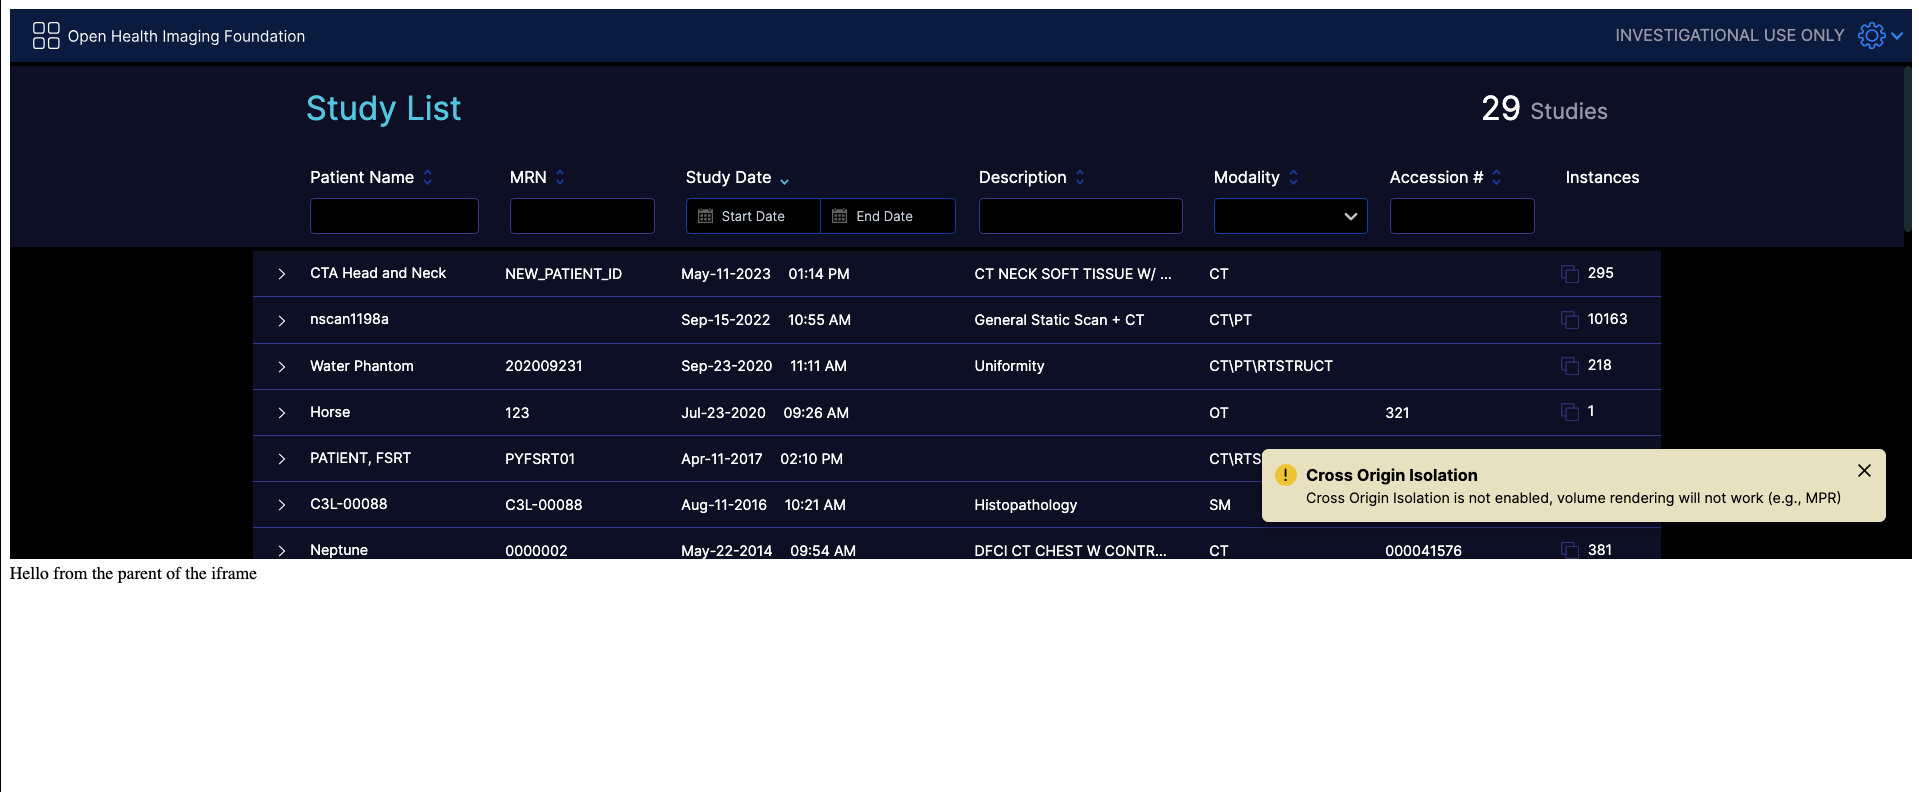 Open Health Imaging Foundation INVESTIGATIONAL USE ONLY
Study List 29 Studies
Patient Name MRN Study Date Description Modality Accession # Instances
Start Date End Date
CTA Head and Neck NEW_PATIENT_ID May-11-2023 01:14 PM CT NECK SOFT TISSUE W/ ... CT 295
nscan1198a Sep-15-2022 10:55 AM General Static Scan + CT CT\PT 10163
Water Phantom 202009231 Sep-23-2020 11:11 AM Uniformity CT\PT\RTSTRUCT 218
Horse 123 Jul-23-2020 09:26 AM OT 321 1
PATIENT, FSRT PYFSRT01 Apr-11-2017 02:10 PM CT\RTS
Cross Origin Isolation
Cross Origin Isolation is not enabled, volume rendering will not work (e.g., MPR)
C3L-00088 C3L-00088 Aug-11-2016 10:21 AM Histopathology SM
Neptune 0000002 May-22-2014 09:54 AM DFCI CT CHEST W CONTR... CT 000041576 381
Hello from the parent of the iframe